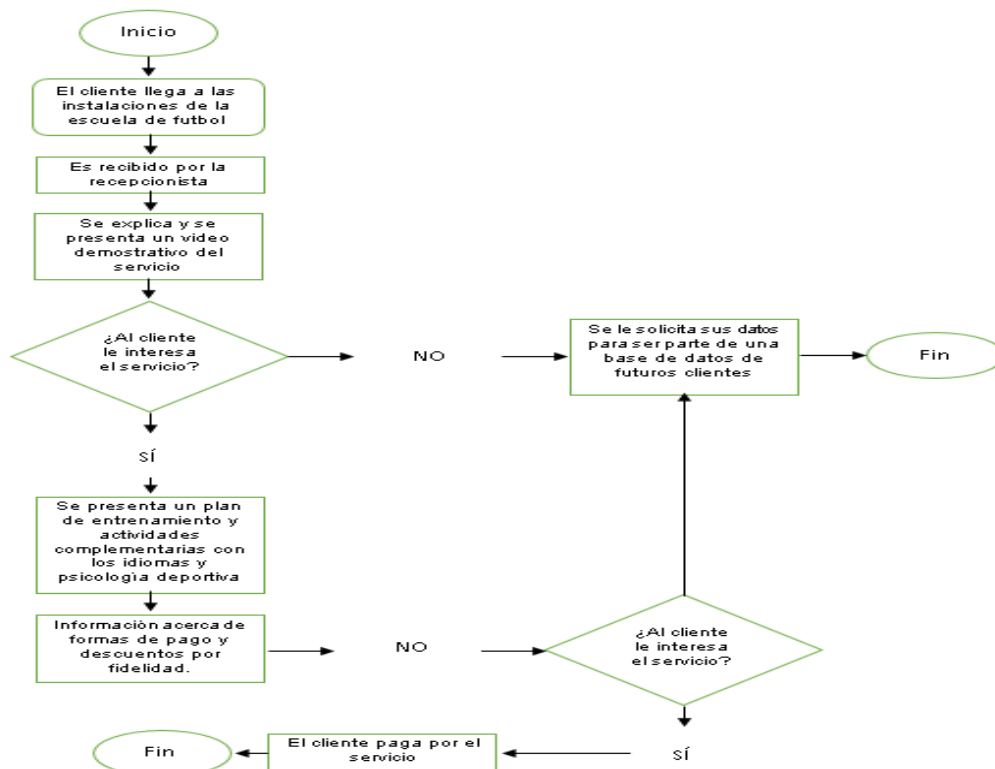 Inicio
El cliente llega a las
instalaciones de la
escuela de futbol
Es recibido por la
recepcionista
Se explica y se
presenta un video
demostrativo del
servicio
¿Al cliente
le interesa
el servicio?
NO
Se le solicita sus datos
para ser parte de una
base de datos de
futuros clientes
Fin
SÍ
Se presenta un plan
de entrenamiento y
actividades
complementarias con
los idiomas y
psicología deportiva
Información acerca de
formas de pago y
descuentos por
fidelidad.
NO
¿Al cliente
le interesa
el servicio?
SÍ
El cliente paga por el
servicio
Fin